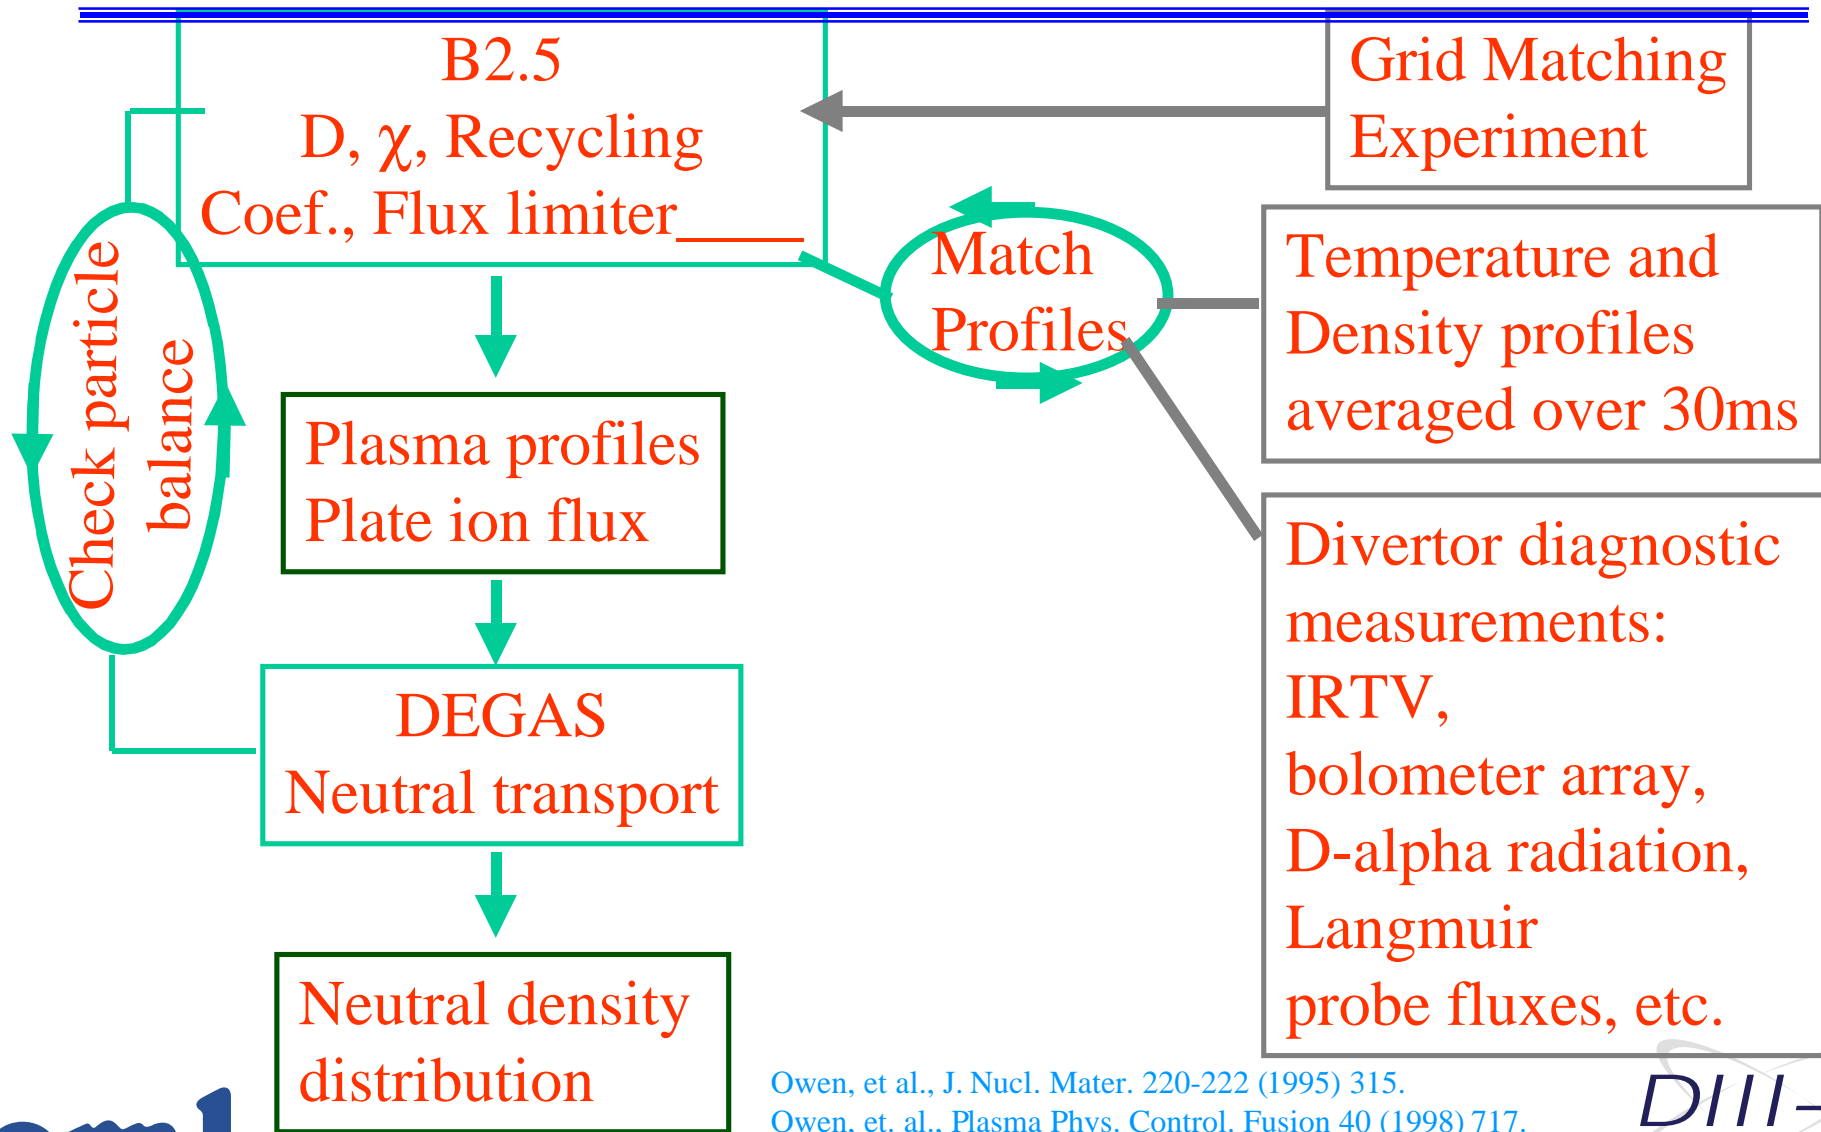 B2.5
D, χ, Recycling
Coef., Flux limiter_____
Grid Matching
Experiment
Match
Profiles
Temperature and
Density profiles
averaged over 30ms
Check particle
balance
Plasma profiles
Plate ion flux
Divertor diagnostic
measurements:
IRTV,
bolometer array,
D-alpha radiation,
Langmuir
probe fluxes, etc.
DEGAS
Neutral transport
Neutral density
distribution
Owen, et al., J. Nucl. Mater. 220-222 (1995) 315.
Owen, et. al., Plasma Phys. Control. Fusion 40 (1998) 717.
DIII–